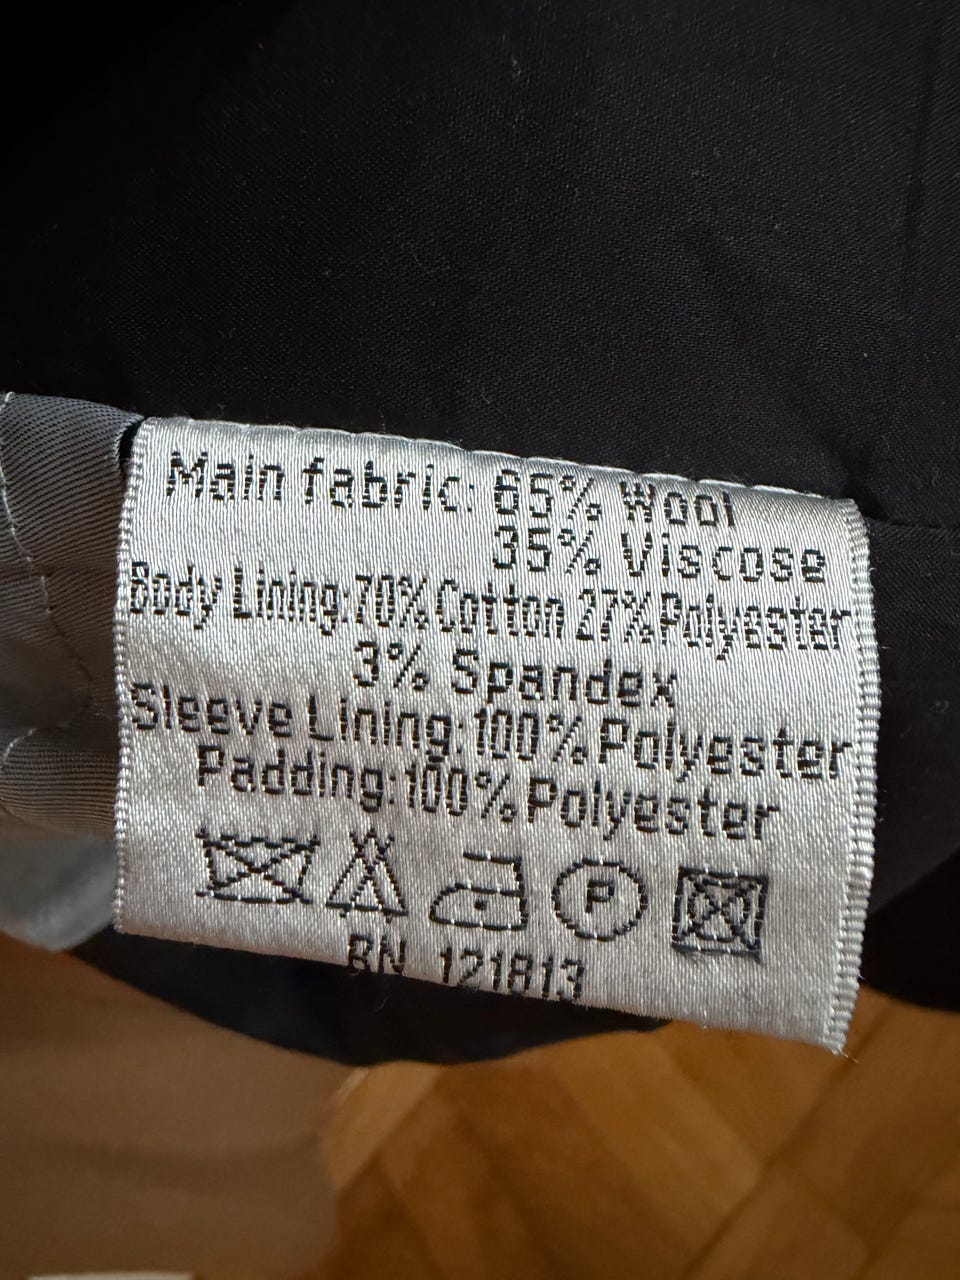 Main fabric: 65% Wool
35% Viscose
Body Lining:70% Cotton 27% Polyester
3% Spandex
Sleeve Lining:100% Polyester
Padding:100% Polyester
P
RN 121813